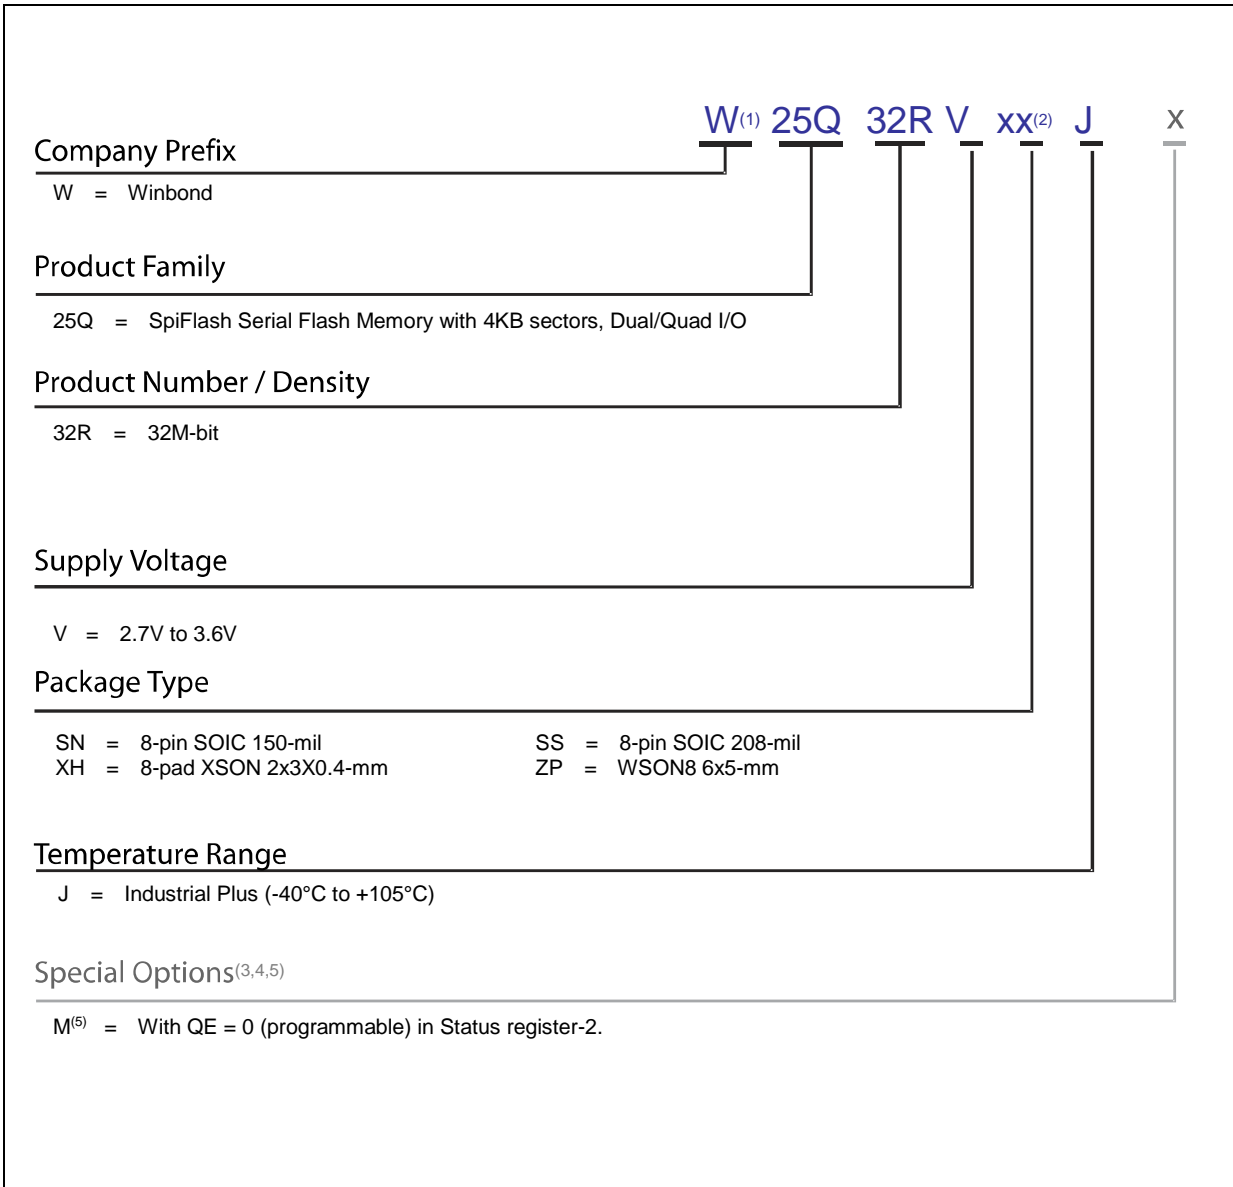 W(1) 25Q 32R V xx(2) J x
Company Prefix
W = Winbond
Product Family
25Q = SpiFlash Serial Flash Memory with 4KB sectors, Dual/Quad I/O
Product Number / Density
32R = 32M-bit
Supply Voltage
V = 2.7V to 3.6V
Package Type
SN = 8-pin SOIC 150-mil SS = 8-pin SOIC 208-mil
XH = 8-pad XSON 2x3X0.4-mm ZP = WSON8 6x5-mm
Temperature Range
J = Industrial Plus (-40°C to +105°C)
Special Options(3,4,5)
M(5) = With QE = 0 (programmable) in Status register-2.